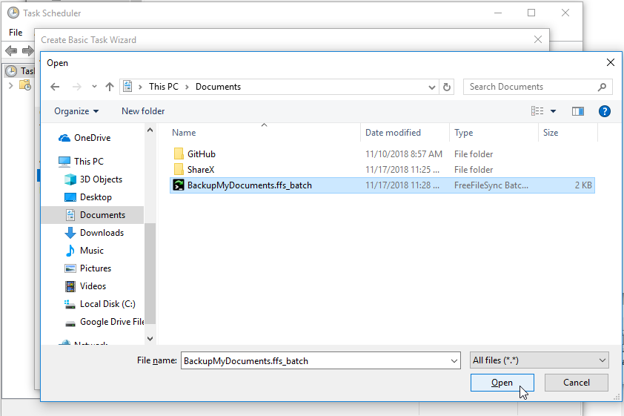 Task Scheduler
File
Create Basic Task Wizard
Open
This PC > Documents
Search Documents
Organize
New folder
Name
Date modified
Type
Size
OneDrive
This PC
3D Objects
Desktop
Documents
Downloads
Music
Pictures
Videos
Local Disk (C:)
Google Drive File
GitHub 11/10/2018 8:57 AM File folder
ShareX 11/17/2018 11:25 ... File folder
BackupMyDocuments.ffs_batch 11/17/2018 11:28 ... FreeFileSync Batc... 2 KB
File name: BackupMyDocuments.ffs_batch
All files (*.*)
Open
Cancel